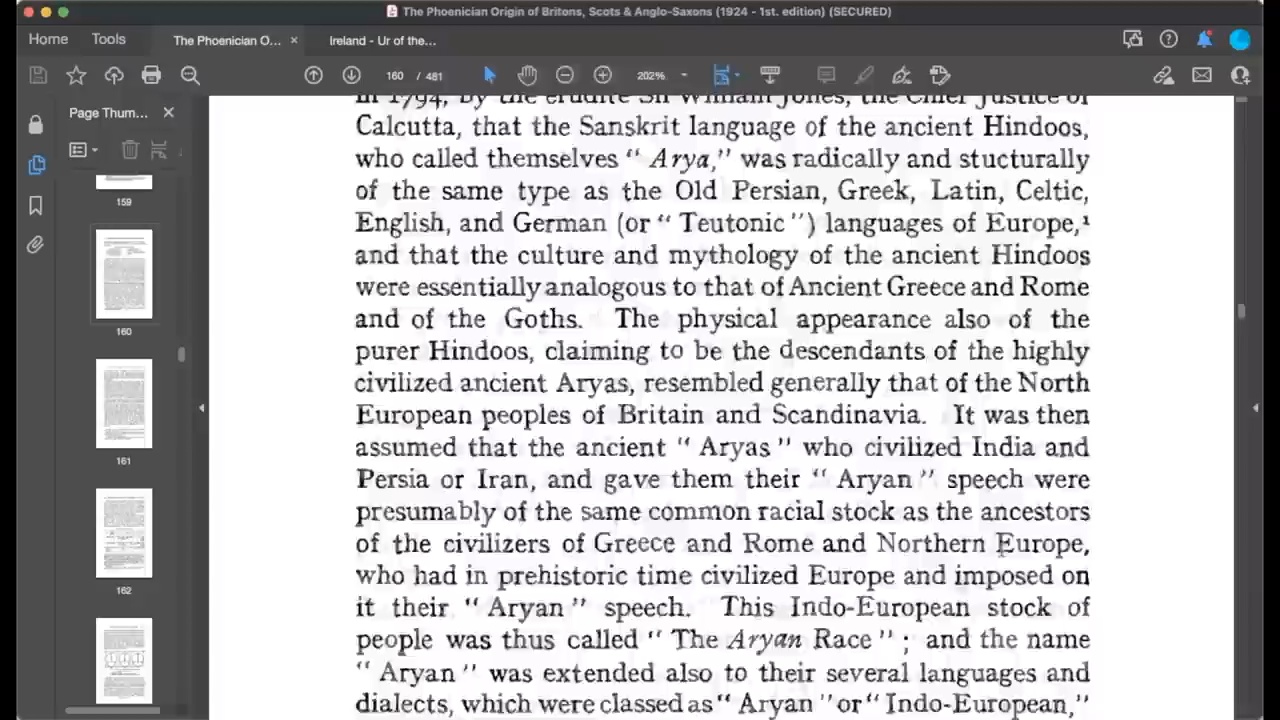 The Phoenician Origin of Britons, Scots & Anglo-Saxons (1924 - 1st. edition) (SECURED)
Home Tools The Phoenician O... × Ireland - Ur of the...
160 / 481 202%
Page Thum...
159
160
161
162
in 1794, by the erudite Sir William Jones, the Chief Justice of
Calcutta, that the Sanskrit language of the ancient Hindoos,
who called themselves “ Arya,” was radically and stucturally
of the same type as the Old Persian, Greek, Latin, Celtic,
English, and German (or “ Teutonic ”) languages of Europe,¹
and that the culture and mythology of the ancient Hindoos
were essentially analogous to that of Ancient Greece and Rome
and of the Goths. The physical appearance also of the
purer Hindoos, claiming to be the descendants of the highly
civilized ancient Aryas, resembled generally that of the North
European peoples of Britain and Scandinavia. It was then
assumed that the ancient “ Aryas ” who civilized India and
Persia or Iran, and gave them their “ Aryan ” speech were
presumably of the same common racial stock as the ancestors
of the civilizers of Greece and Rome and Northern Europe,
who had in prehistoric time civilized Europe and imposed on
it their “ Aryan ” speech. This Indo-European stock of
people was thus called “ The Aryan Race ” ; and the name
“ Aryan ” was extended also to their several languages and
dialects, which were classed as “ Aryan ” or “ Indo-European,”